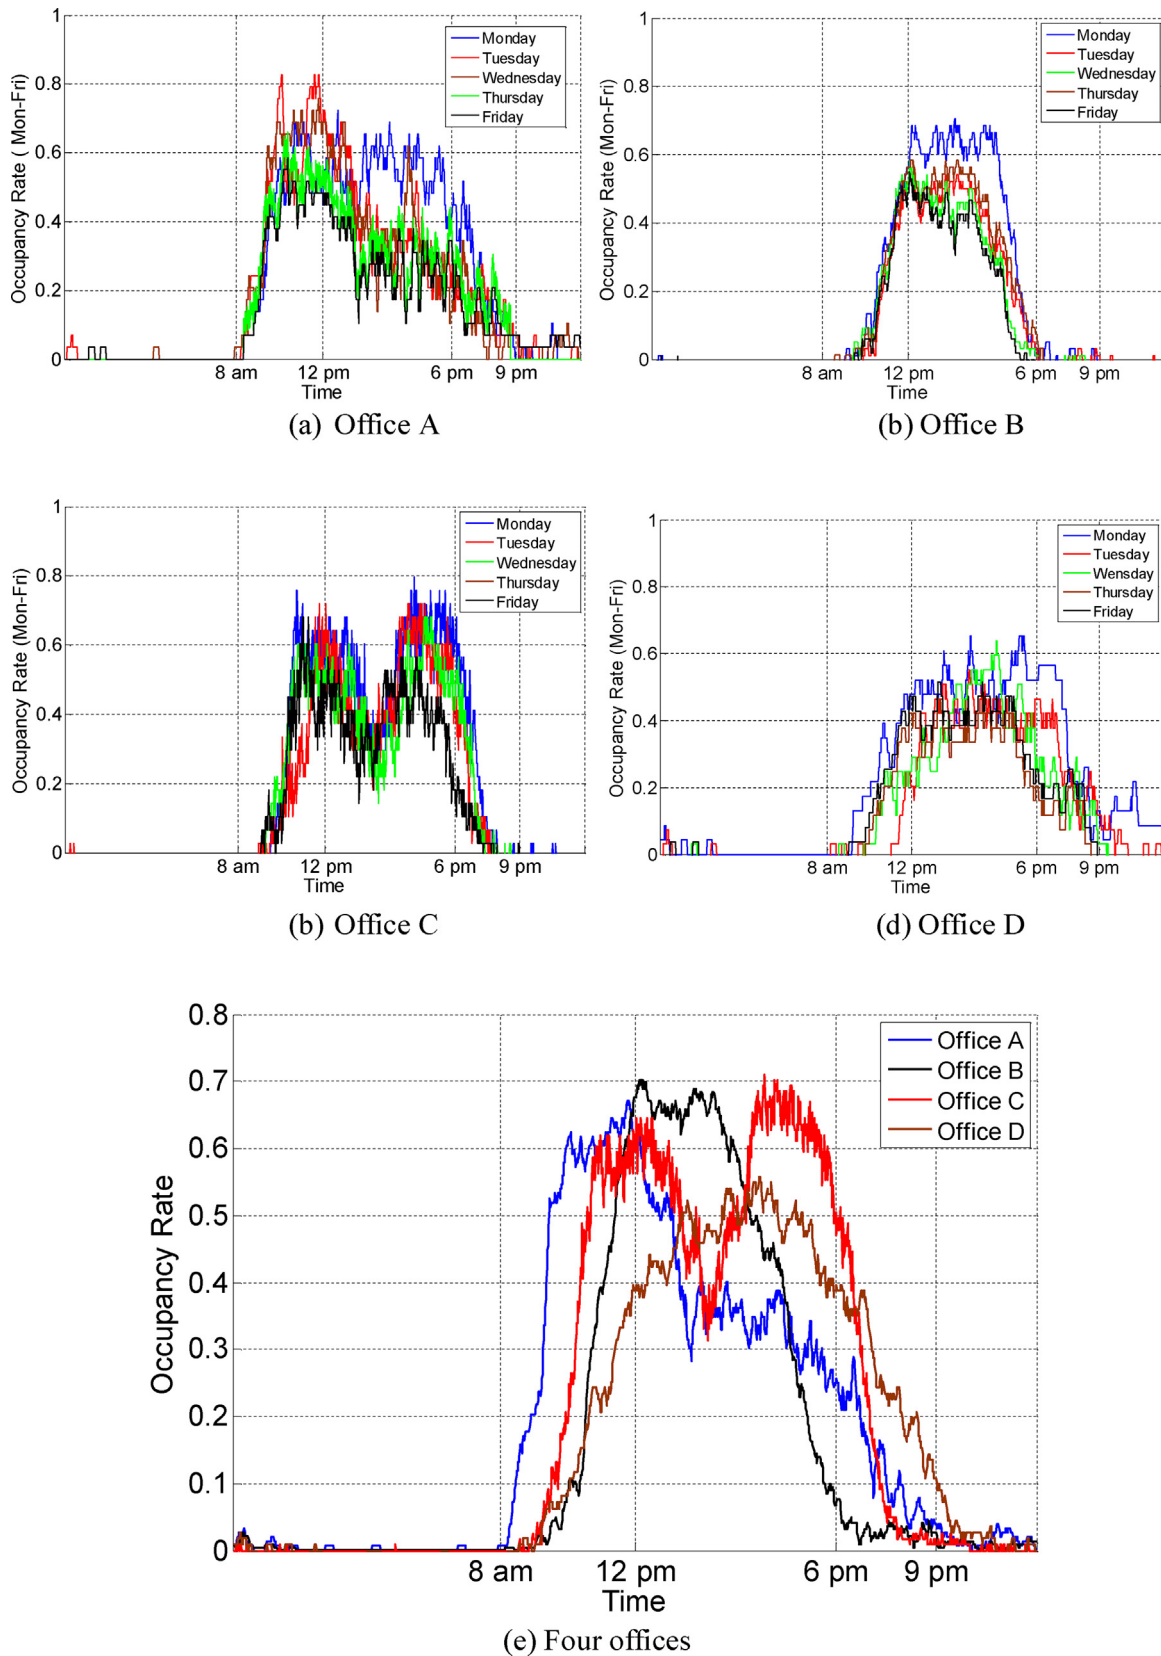 1
0.8
0.6
0.4
0.2
0
Occupancy Rate ( Mon-Fri)
Monday
Tuesday
Wednesday
Thursday
Friday
8 am 12 pm 6 pm 9 pm
Time
(a) Office A
1
0.8
0.6
0.4
0.2
0
Occupancy Rate (Mon-Fri)
Monday
Tuesday
Wednesday
Thursday
Friday
8 am 12 pm 6 pm 9 pm
Time
(b) Office B
1
0.8
0.6
0.4
0.2
0
Occupancy Rate (Mon-Fri)
Monday
Tuesday
Wednesday
Thursday
Friday
8 am 12 pm 6 pm 9 pm
Time
(b) Office C
1
0.8
0.6
0.4
0.2
0
Occupancy Rate (Mon-Fri)
Monday
Tuesday
Wensday
Thursday
Friday
8 am 12 pm 6 pm 9 pm
Time
(d) Office D
0.8
0.7
0.6
0.5
0.4
0.3
0.2
0.1
0
Occupancy Rate
Office A
Office B
Office C
Office D
8 am 12 pm 6 pm 9 pm
Time
(e) Four offices